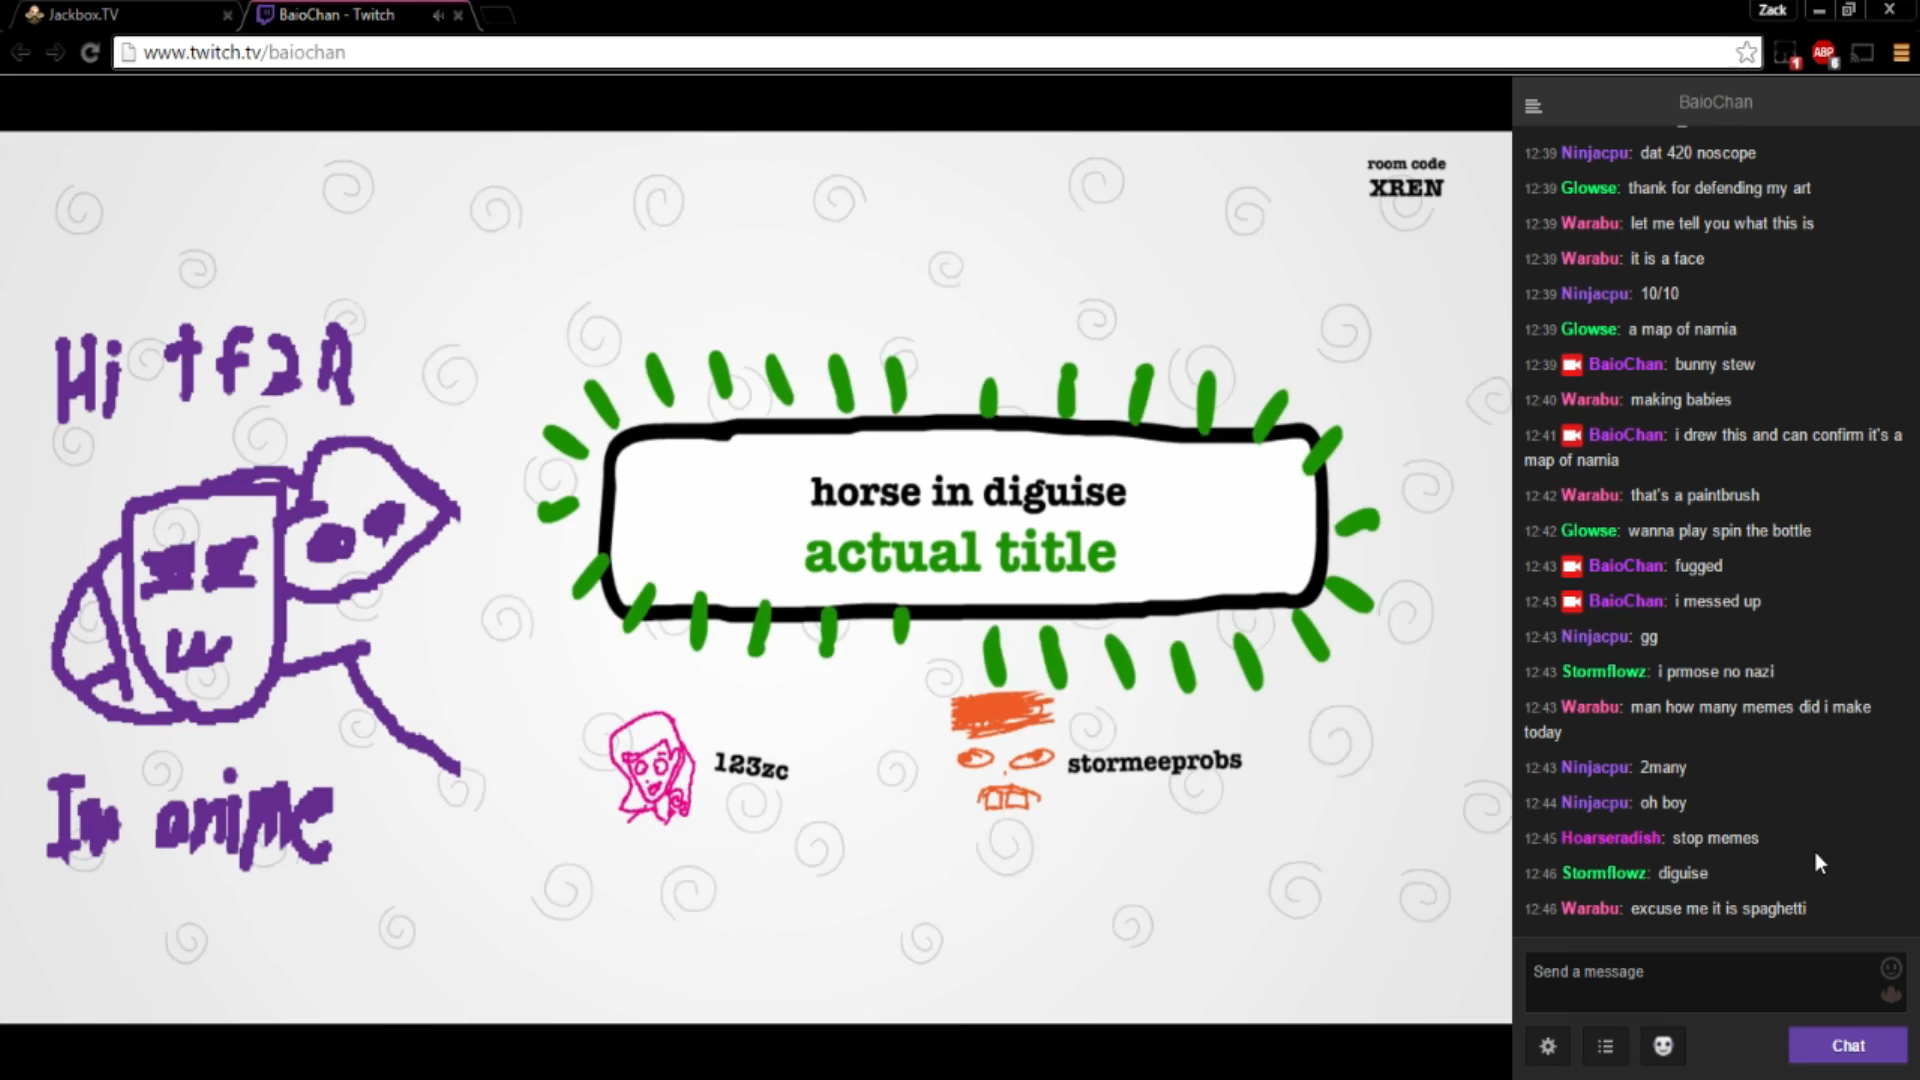 Jackbox.TV
BaioChan - Twitch
Zack
www.twitch.tv/baiochan
1
ABP
6
BaioChan
room code
XREN
Hi tf2R
horse in diguise
actual title
123zc
stormeeprobs
Im anime
12:39 Ninjacpu: dat 420 noscope
12:39 Glowse: thank for defending my art
12:39 Warabu: let me tell you what this is
12:39 Warabu: it is a face
12:39 Ninjacpu: 10/10
12:39 Glowse: a map of narnia
12:39 BaioChan: bunny stew
12:40 Warabu: making babies
12:41 BaioChan: i drew this and can confirm it's a
map of narnia
12:42 Warabu: that's a paintbrush
12:42 Glowse: wanna play spin the bottle
12:43 BaioChan: fugged
12:43 BaioChan: i messed up
12:43 Ninjacpu: gg
12:43 Stormflowz: i prmose no nazi
12:43 Warabu: man how many memes did i make
today
12:43 Ninjacpu: 2many
12:44 Ninjacpu: oh boy
12:45 Hoarseradish: stop memes
12:46 Stormflowz: diguise
12:46 Warabu: excuse me it is spaghetti
Send a message
Chat